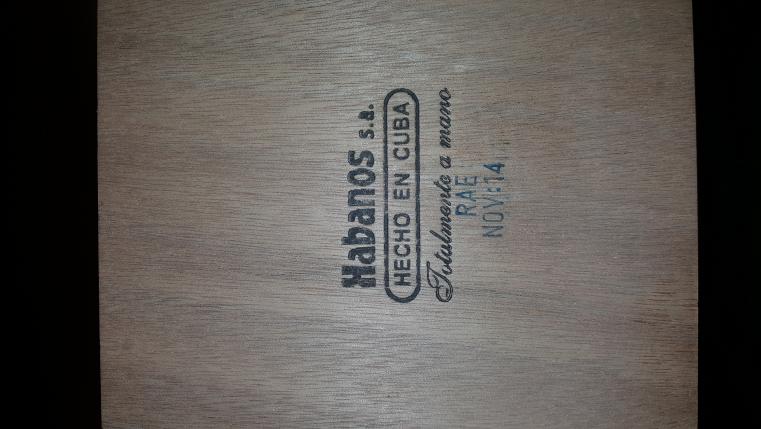 Habanos s.a.
HECHO EN CUBA
Totalmente a mano
RAE
NOV:14